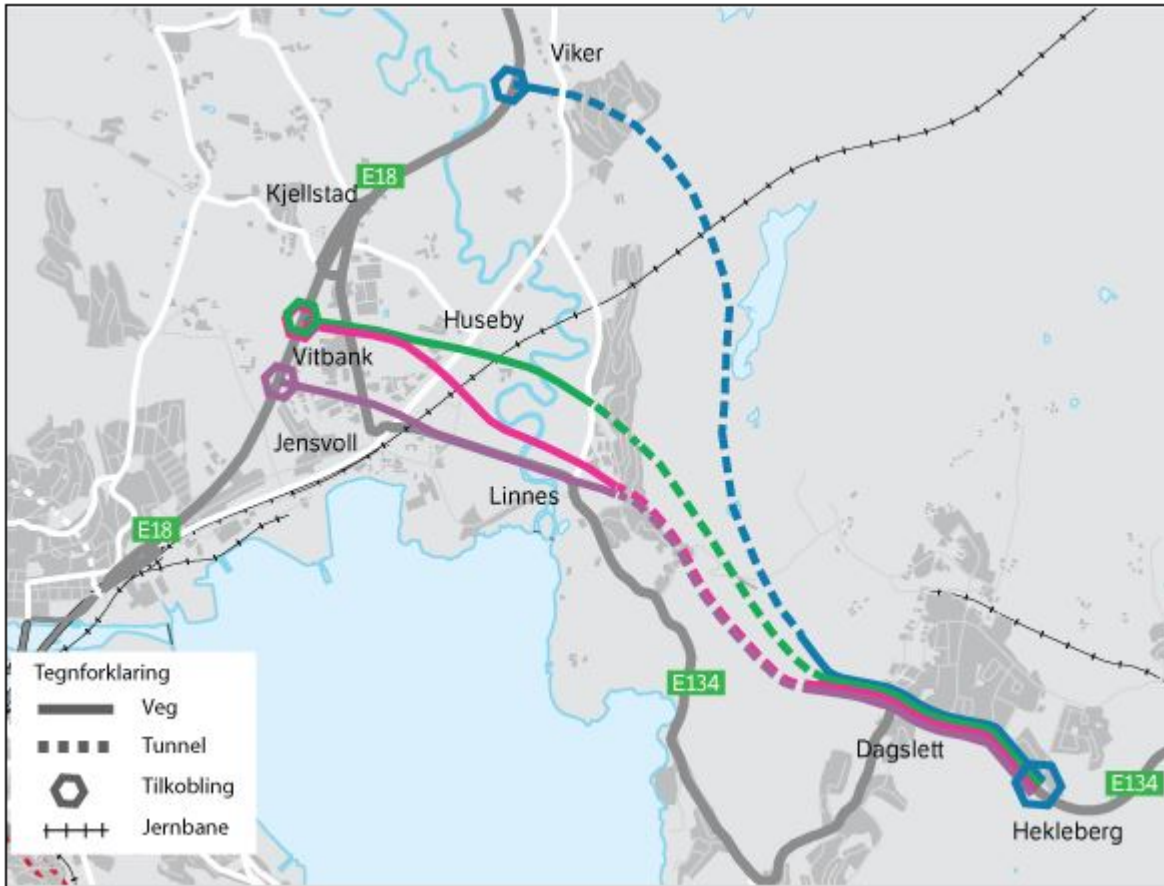 Viker
E18
Kjellstad
Huseby
Vitbank
Jensvoll
Linnes
E18
E134
Dagslett
E134
Hekleberg
Tegnforklaring
Veg
Tunnel
Tilkobling
Jernbane